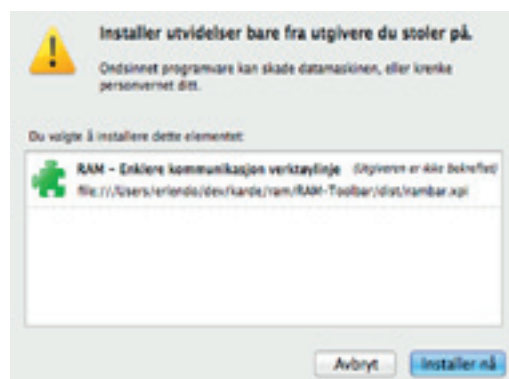 Installer utvidelser bare fra utgivere du stoler på.
Ondsinnet programvare kan skade datamaskinen, eller krenke
personvernet ditt.
Du valgte å installere dette elementet:
RAM – Enklere kommunikasjon verktøylinje (Utgiveren er ikke bekreftet)
file:///Users/erlendo/dev/karde/ram/RAM-Toolbar/dist/rambar.xpi
Avbryt Installer nå